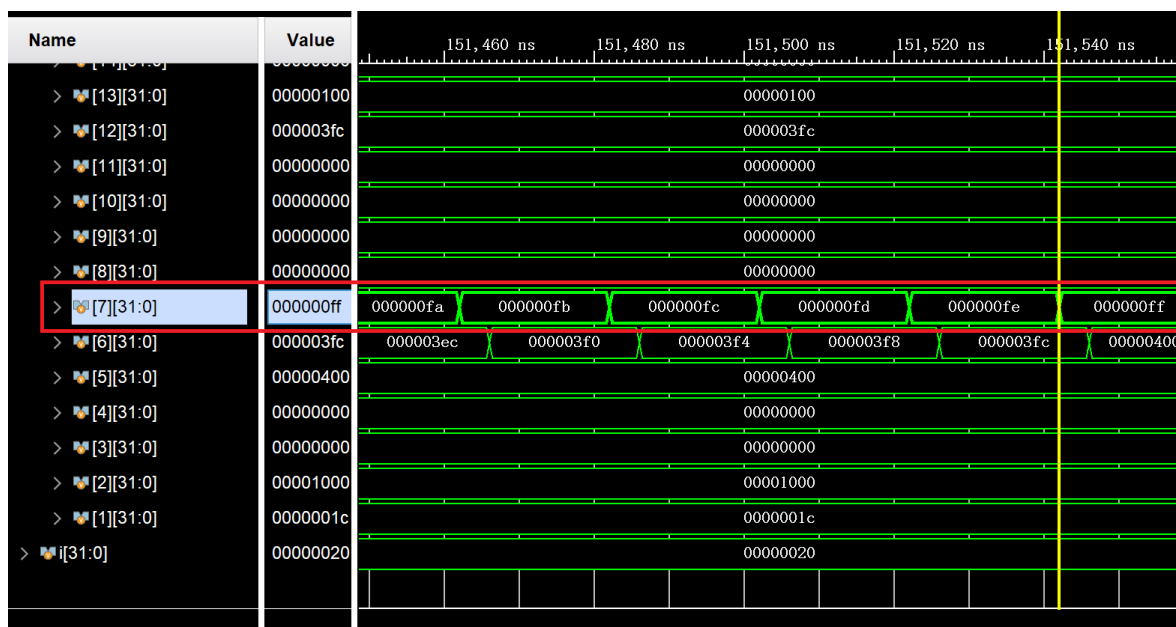 Name Value 151,460 ns 151,480 ns 151,500 ns 151,520 ns 151,540 ns
[13][31:0] 00000100 00000100
[12][31:0] 000003fc 000003fc
[11][31:0] 00000000 00000000
[10][31:0] 00000000 00000000
[9][31:0] 00000000 00000000
[8][31:0] 00000000 00000000
[7][31:0] 000000ff 000000fa 000000fb 000000fc 000000fd 000000fe 000000ff
[6][31:0] 000003fc 000003ec 000003f0 000003f4 000003f8 000003fc 00000400
[5][31:0] 00000400 00000400
[4][31:0] 00000000 00000000
[3][31:0] 00000000 00000000
[2][31:0] 00001000 00001000
[1][31:0] 0000001c 0000001c
i[31:0] 00000020 00000020